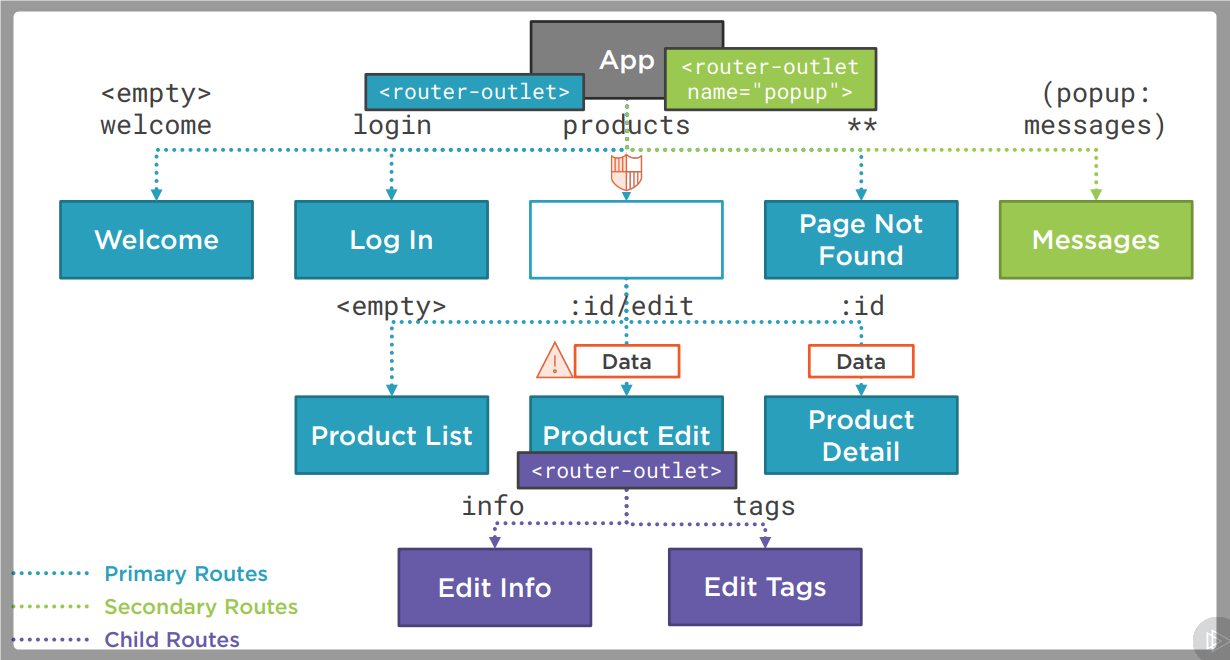 App
<router-outlet>
<router-outlet
name="popup">
<empty>
welcome
login
products
**
(popup:
messages)
Welcome
Log In
Page Not
Found
Messages
<empty>
:id/edit
:id
!
Data
Data
Product List
Product Edit
Product
Detail
<router-outlet>
info
tags
Edit Info
Edit Tags
Primary Routes
Secondary Routes
Child Routes